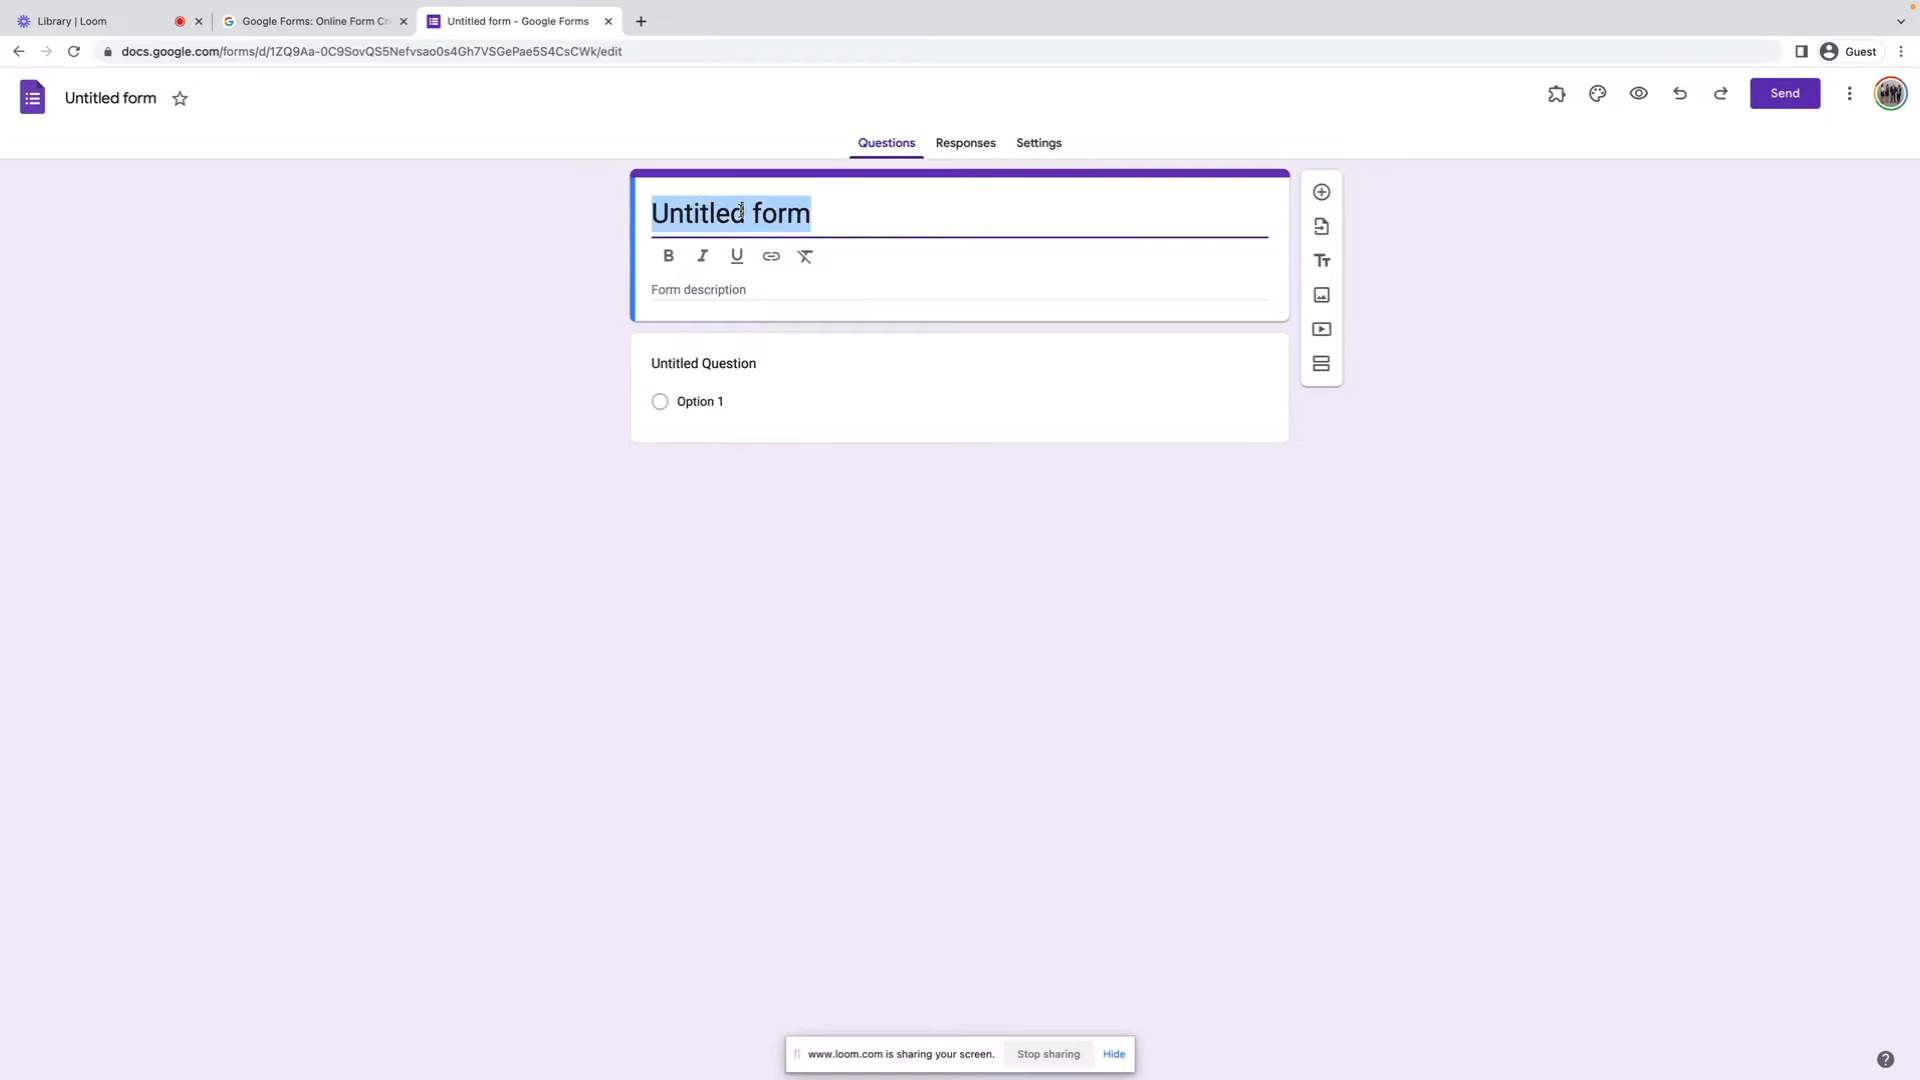 Library | Loom
Google Forms: Online Form Cr
Untitled form - Google Forms
docs.google.com/forms/d/1ZQ9Aa-0C9SovQS5Nefvsao0s4Gh7VSGePae5S4CsCWk/edit
Guest
Untitled form
Send
Questions
Responses
Settings
Untitled form
B I U
Form description
Untitled Question
Option 1
Tt
www.loom.com is sharing your screen.
Stop sharing
Hide